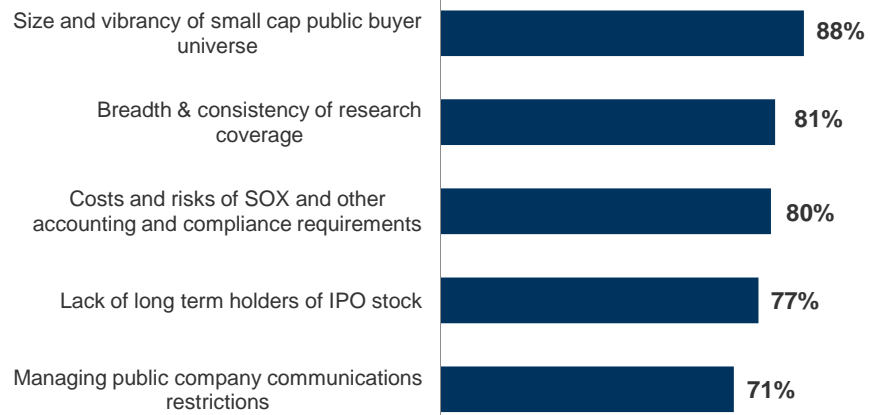 Size and vibrancy of small cap public buyer
universe
88%
Breadth & consistency of research
coverage
81%
Costs and risks of SOX and other
accounting and compliance requirements
80%
Lack of long term holders of IPO stock
77%
Managing public company communications
restrictions
71%